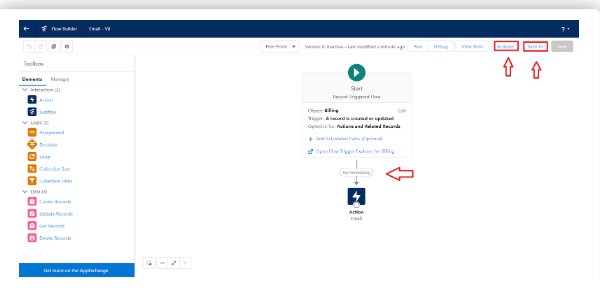 Flow Builder Email - V8 ?
Free-Form Version 8: Inactive—Last modified a minute ago Run Debug View Tests Activate Save As Save
Toolbox
Elements Manager
Interaction (2)
Action
Subflow
Logic (5)
Assignment
Decision
Loop
Collection Sort
Collection Filter
Data (4)
Create Records
Update Records
Get Records
Delete Records
Get more on the AppExchange
Start
Record-Triggered Flow
Object: Billing Edit
Trigger: A record is created or updated
Optimize for: Actions and Related Records
+ Add Scheduled Paths (Optional)
Open Flow Trigger Explorer for Billing
Run Immediately
Action
Email